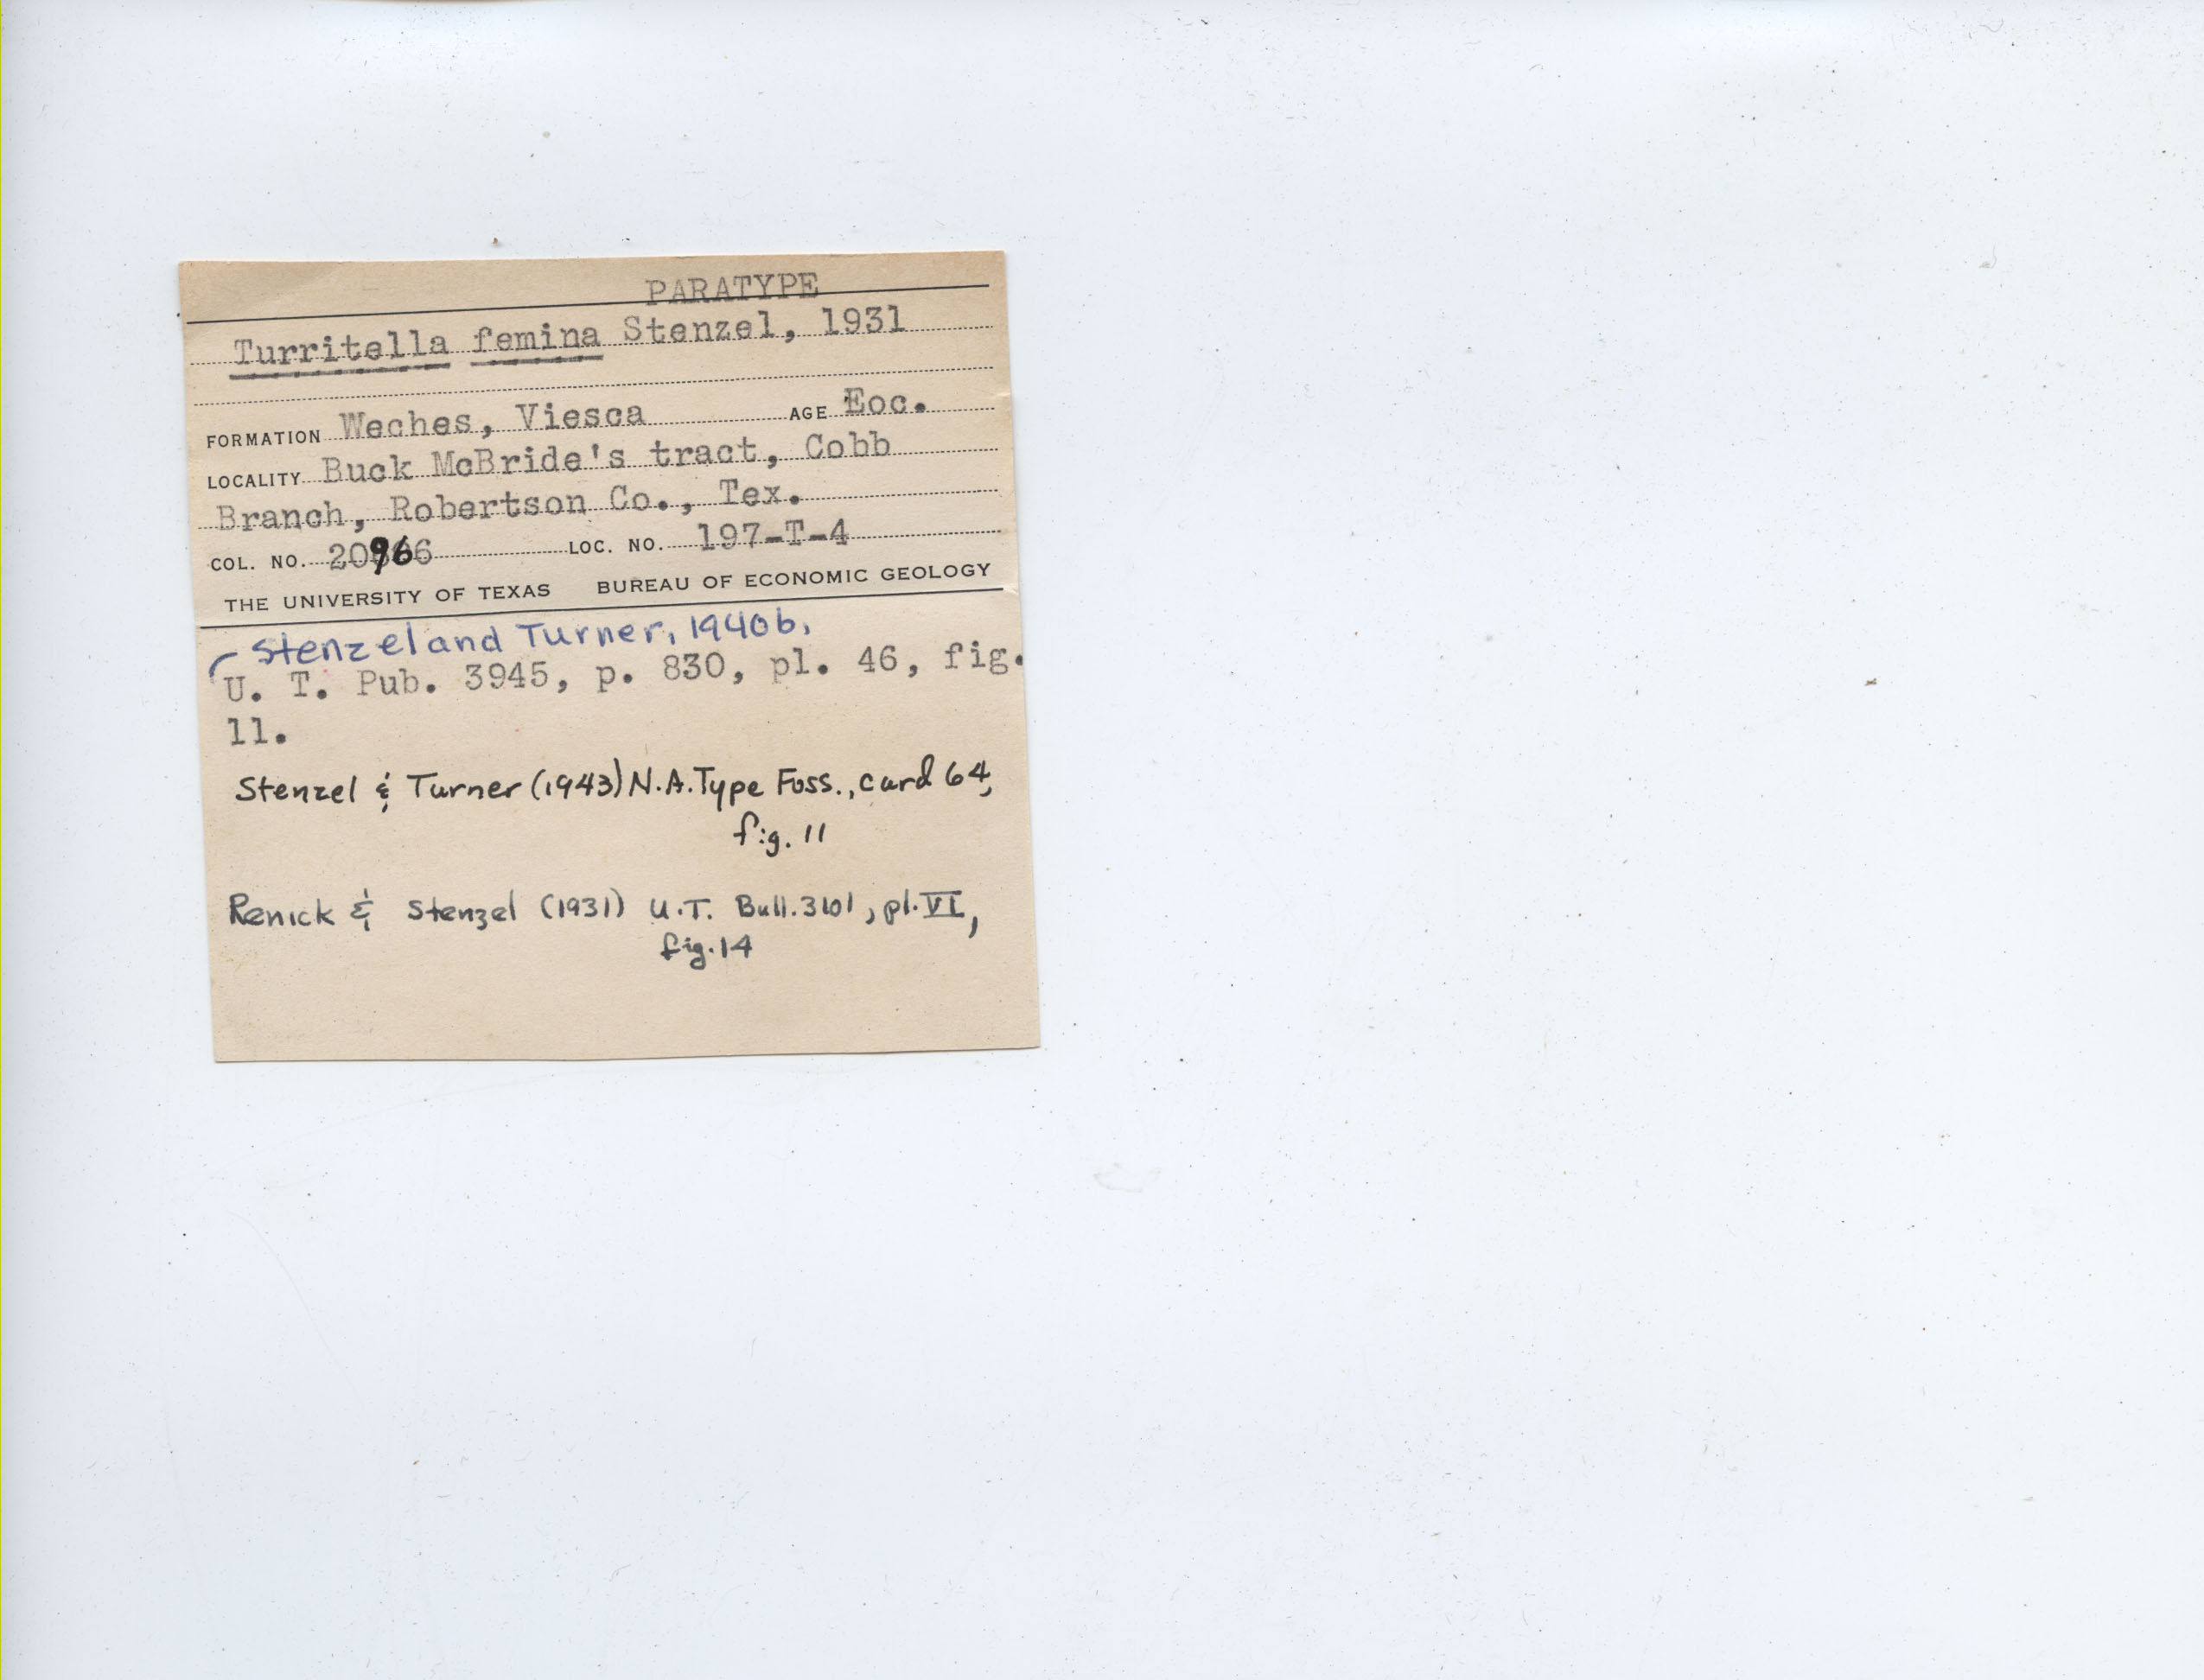 PARATYPE
Turritella femina Stenzel, 1931
FORMATION Weches, Viesca AGE Eoc.
LOCALITY Buck McBride's tract, Cobb
Branch, Robertson Co., Tex.
COL. NO. 20966 LOC. NO. 197-T-4
THE UNIVERSITY OF TEXAS BUREAU OF ECONOMIC GEOLOGY
Stenzel and Turner, 1940b,
U. T. Pub. 3945, p. 830, pl. 46, fig.
11.
Stenzel & Turner (1943) N.A. Type Foss., card 64,
fig. 11
Renick & Stenzel (1931) U.T. Bull. 3101, pl. VI,
fig. 14